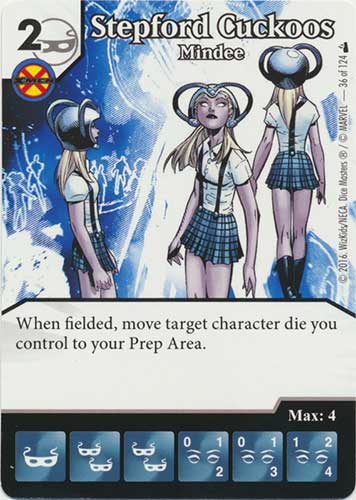 2
Stepford Cuckoos
Mindee
X-MEN
© 2016. WizKids/NECA. Dice Masters ® / © MARVEL — 36 of 124
When fielded, move target character die you
control to your Prep Area.
Max: 4
0 1 2
0 1 3
1 2 4